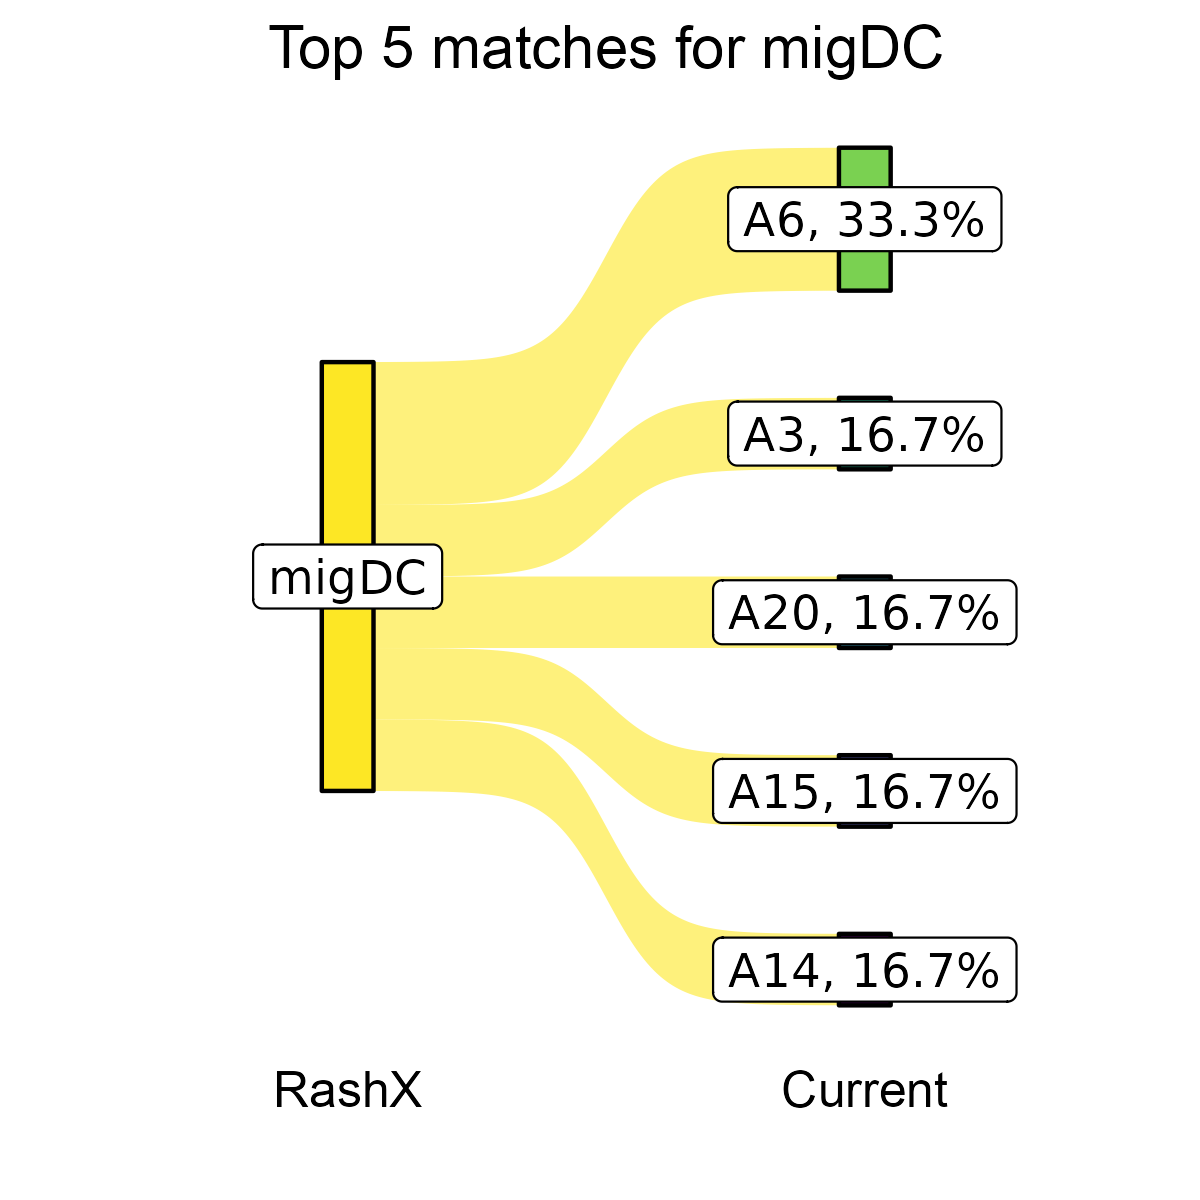 Top 5 matches for migDC
A6, 33.3%
A3, 16.7%
migDC
A20, 16.7%
A15, 16.7%
A14, 16.7%
RashX
Current